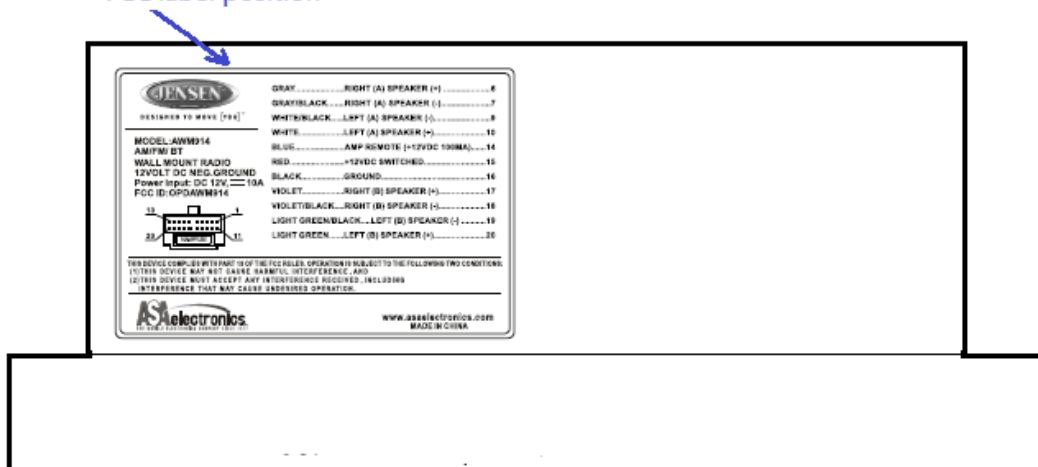 JENSEN
DESIGNED TO MOVE [YOU]™
MODEL:AWM914
AM/FM/ BT
WALL MOUNT RADIO
12VOLT DC NEG.GROUND
Power Input: DC 12V, 10A
FCC ID:OPDAWM914
10 1
20 11
GRAY....................RIGHT (A) SPEAKER (+)....................6
GRAY/BLACK......RIGHT (A) SPEAKER (-)....................7
WHITE/BLACK.....LEFT (A) SPEAKER (-)....................9
WHITE....................LEFT (A) SPEAKER (+)....................10
BLUE....................AMP REMOTE (+12VDC 100MA).....14
RED....................+12VDC SWITCHED....................15
BLACK....................GROUND....................16
VIOLET....................RIGHT (B) SPEAKER (+)....................17
VIOLET/BLACK....RIGHT (B) SPEAKER (-)....................18
LIGHT GREEN/BLACK....LEFT (B) SPEAKER (-)..........19
LIGHT GREEN......LEFT (B) SPEAKER (+)....................20
THIS DEVICE COMPLIES WITH PART 15 OF THE FCC RULES. OPERATION IS SUBJECT TO THE FOLLOWING TWO CONDITIONS:
(1)THIS DEVICE MAY NOT CAUSE HARMFUL INTERFERENCE, AND
(2)THIS DEVICE MUST ACCEPT ANY INTERFERENCE RECEIVED, INCLUDING
INTERFERENCE THAT MAY CAUSE UNDESIRED OPERATION.
ASA electronics
www.asaelectronics.com
MADE IN CHINA